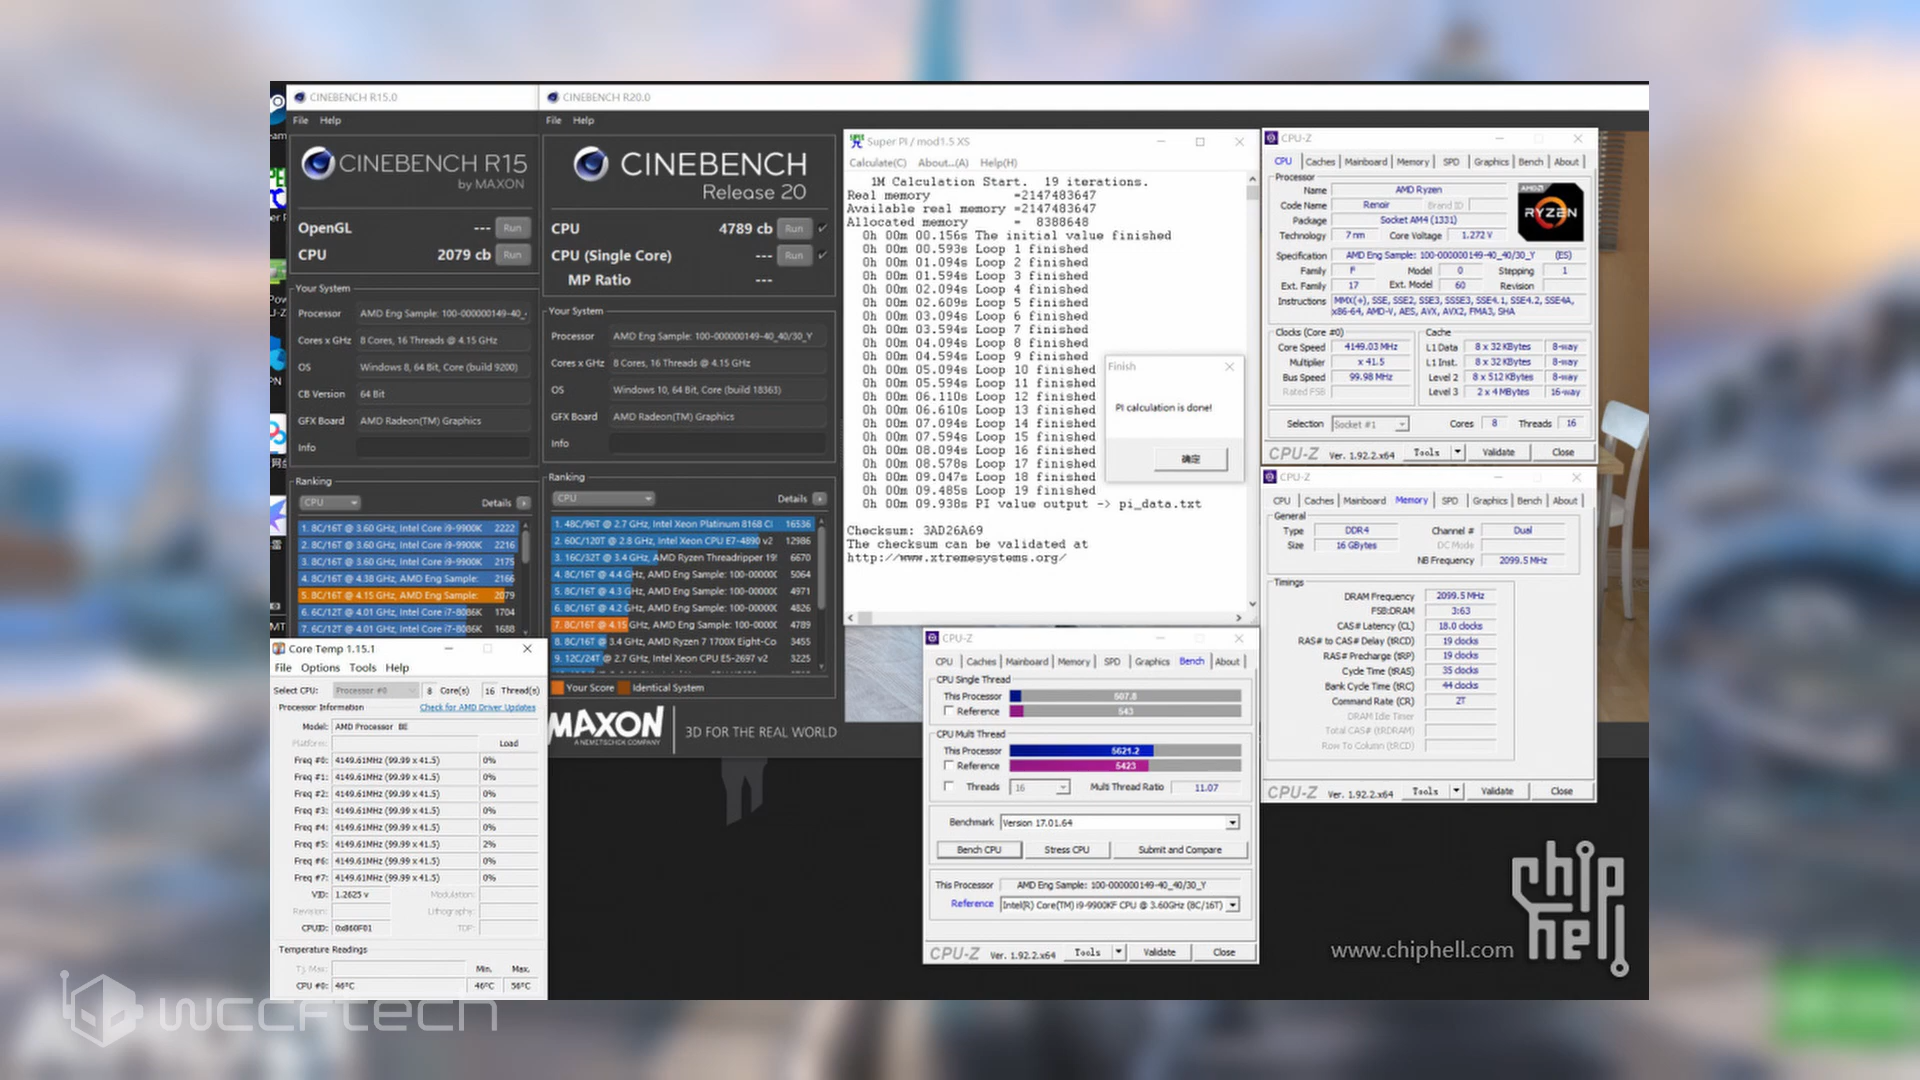 CINEBENCH R15.0
File Help
CINEBENCH R15
by MAXON
OpenGL --- Run
CPU 2079 cb Run
Your System
Processor AMD Eng Sample: 100-000000149-40_
Cores x GHz 8 Cores, 16 Threads @ 4.15 GHz
OS Windows 8, 64 Bit, Core (build 9200)
CB Version 64 Bit
GFX Board AMD Radeon(TM) Graphics
Info
Ranking
CPU Details
1. 8C/16T @ 3.60 GHz, Intel Core i9-9900K 2222
2. 8C/16T @ 3.60 GHz, Intel Core i9-9900K 2216
3. 8C/16T @ 3.60 GHz, Intel Core i9-9900K 2175
4. 8C/16T @ 4.38 GHz, AMD Eng Sample: 2166
5. 8C/16T @ 4.15 GHz, AMD Eng Sample: 2079
6. 6C/12T @ 4.01 GHz, Intel Core i7-8086K 1704
7. 6C/12T @ 4.01 GHz, Intel Core i7-8086K 1688
CINEBENCH R20.0
File Help
CINEBENCH
Release 20
CPU 4789 cb Run
CPU (Single Core) --- Run
MP Ratio ---
Your System
Processor AMD Eng Sample: 100-000000149-40_40/30_Y
Cores x GHz 8 Cores, 16 Threads @ 4.15 GHz
OS Windows 10, 64 Bit, Core (build 18363)
GFX Board AMD Radeon(TM) Graphics
Info
Ranking
CPU Details
1. 48C/96T @ 2.7 GHz, Intel Xeon Platinum 8168 CI 16536
2. 60C/120T @ 2.8 GHz, Intel Xeon E7-4890 v2 12986
3. 16C/32T @ 3.4 GHz, AMD Ryzen Threadripper 19 6670
4. 8C/16T @ 4.4 GHz, AMD Eng Sample: 100-00000 5064
5. 8C/16T @ 4.3 GHz, AMD Eng Sample: 100-00000 4971
6. 8C/16T @ 4.2 GHz, AMD Eng Sample: 100-00000 4826
7. 8C/16T @ 4.15 GHz, AMD Eng Sample: 100-00000 4789
8. 8C/16T @ 3.4 GHz, AMD Ryzen 7 1700X Eight-Co 3455
9. 12C/24T @ 2.7 GHz, Intel Xeon CPU E5-2697 v2 3225
Your Score Identical System
MAXON
A NEMETSCHEK COMPANY
3D FOR THE REAL WORLD
Super PI / mod1.5 XS
Calculate(C) About...(A) Help(H)
1M Calculation Start. 19 iterations.
Real memory =2147483647
Available real memory =2147483647
Allocated memory = 8388648
0h 00m 00.156s The initial value finished
0h 00m 00.593s Loop 1 finished
0h 00m 01.094s Loop 2 finished
0h 00m 01.594s Loop 3 finished
0h 00m 02.094s Loop 4 finished
0h 00m 02.609s Loop 5 finished
0h 00m 03.094s Loop 6 finished
0h 00m 03.594s Loop 7 finished
0h 00m 04.094s Loop 8 finished
0h 00m 04.594s Loop 9 finished
0h 00m 05.094s Loop 10 finished
0h 00m 05.594s Loop 11 finished
0h 00m 06.110s Loop 12 finished
0h 00m 06.610s Loop 13 finished
0h 00m 07.094s Loop 14 finished
0h 00m 07.594s Loop 15 finished
0h 00m 08.094s Loop 16 finished
0h 00m 08.578s Loop 17 finished
0h 00m 09.047s Loop 18 finished
0h 00m 09.485s Loop 19 finished
0h 00m 09.938s PI value output -> pi_data.txt
Checksum: 3AD26A69
The checksum can be validated at
http://www.xtremesystems.org/
Finish
PI calculation is done!
确定
CPU-Z
CPU Caches Mainboard Memory SPD Graphics Bench About
Processor
Name AMD Ryzen
Code Name Renoir Brand ID
Package Socket AM4 (1331)
Technology 7 nm Core Voltage 1.272 V
AMD RYZEN
Specification AMD Eng Sample: 100-000000149-40_40/30_Y (ES)
Family F Model 0 Stepping 1
Ext. Family 17 Ext. Model 60 Revision
Instructions MMX(+), SSE, SSE2, SSE3, SSSE3, SSE4.1, SSE4.2, SSE4A,
x86-64, AMD-V, AES, AVX, AVX2, FMA3, SHA
Clocks (Core #0) Cache
Core Speed 4149.03 MHz L1 Data 8 x 32 KBytes 8-way
Multiplier x 41.5 L1 Inst. 8 x 32 KBytes 8-way
Bus Speed 99.98 MHz Level 2 8 x 512 KBytes 8-way
Rated FSB Level 3 2 x 4 MBytes 16-way
Selection Socket #1 Cores 8 Threads 16
CPU-Z Ver. 1.92.2.x64 Tools Validate Close
CPU-Z
CPU Caches Mainboard Memory SPD Graphics Bench About
General
Type DDR4 Channel # Dual
Size 16 GBytes DC Mode
NB Frequency 2099.5 MHz
Timings
DRAM Frequency 2099.5 MHz
FSB:DRAM 3:63
CAS# Latency (CL) 18.0 clocks
RAS# to CAS# Delay (tRCD) 19 clocks
RAS# Precharge (tRP) 19 clocks
Cycle Time (tRAS) 35 clocks
Bank Cycle Time (tRC) 44 clocks
Command Rate (CR) 2T
DRAM Idle Timer
Total CAS# (tRDRAM)
Row To Column (tRCD)
CPU-Z Ver. 1.92.2.x64 Tools Validate Close
CPU-Z
CPU Caches Mainboard Memory SPD Graphics Bench About
CPU Single Thread
This Processor 507.8
Reference 543
CPU Multi Thread
This Processor 5621.2
Reference 5423
Threads 16 Multi Thread Ratio 11.07
Benchmark Version 17.01.64
Bench CPU Stress CPU Submit and Compare
This Processor AMD Eng Sample: 100-000000149-40_40/30_Y
Reference Intel(R) Core(TM) i9-9900KF CPU @ 3.60GHz (8C/16T)
CPU-Z Ver. 1.92.2.x64 Tools Validate Close
Core Temp 1.15.1
File Options Tools Help
Select CPU: Processor #0 8 Core(s) 16 Thread(s)
Processor Information Check for AMD Driver Updates
Model: AMD Processor BE
Platform: Load
Freq #0: 4149.61MHz (99.99 x 41.5) 0%
Freq #1: 4149.61MHz (99.99 x 41.5) 0%
Freq #2: 4149.61MHz (99.99 x 41.5) 0%
Freq #3: 4149.61MHz (99.99 x 41.5) 0%
Freq #4: 4149.61MHz (99.99 x 41.5) 0%
Freq #5: 4149.61MHz (99.99 x 41.5) 2%
Freq #6: 4149.61MHz (99.99 x 41.5) 0%
Freq #7: 4149.61MHz (99.99 x 41.5) 0%
VID: 1.2625 v Modulation:
Revision: Lithography:
CPUID: 0x860F01 TDP:
Temperature Readings
Tj Max: Min. Max.
CPU #0: 46°C 46°C 56°C
chip hell
www.chiphell.com
wccftech